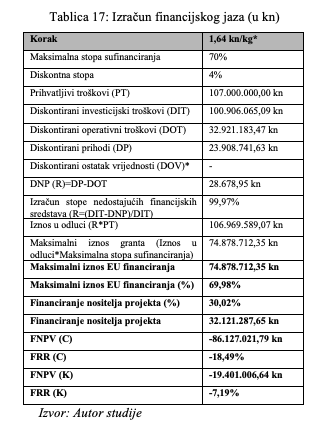 Tablica 17: Izračun financijskog jaza (u kn)
Korak 1,64 kn/kg*
Maksimalna stopa sufinanciranja 70%
Diskontna stopa 4%
Prihvatljivi troškovi (PT) 107.000.000,00 kn
Diskontirani investicijski troškovi (DIT) 100.906.065,09 kn
Diskontirani operativni troškovi (DOT) 32.921.183,47 kn
Diskontirani prihodi (DP) 23.908.741,63 kn
Diskontirani ostatak vrijednosti (DOV)* -
DNP (R)=DP-DOT 28.678,95 kn
Izračun stope nedostajućih financijskih
sredstava (R=(DIT-DNP)/DIT) 99,97%
Iznos u odluci (R*PT) 106.969.589,07 kn
Maksimalni iznos granta (Iznos u
odluci*Maksimalna stopa sufinanciranja) 74.878.712,35 kn
Maksimalni iznos EU financiranja 74.878.712,35 kn
Maksimalni iznos EU financiranja (%) 69,98%
Financiranje nositelja projekta (%) 30,02%
Financiranje nositelja projekta 32.121.287,65 kn
FNPV (C) -86.127.021,79 kn
FRR (C) -18,49%
FNPV (K) -19.401.006,64 kn
FRR (K) -7,19%
Izvor: Autor studije